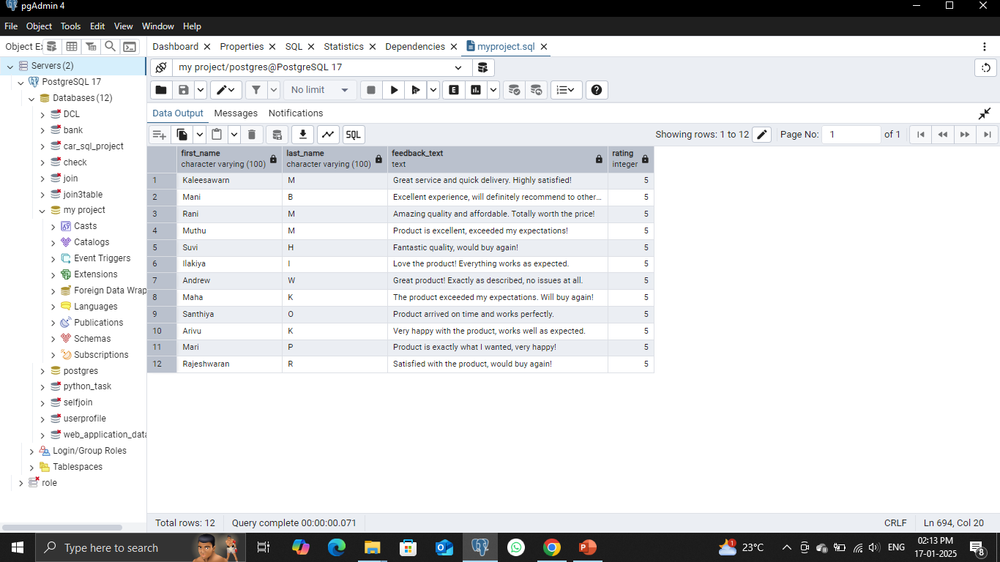 pgAdmin 4
File Object Tools Edit View Window Help
Object Ex
Dashboard Properties SQL Statistics Dependencies myproject.sql
Servers (2)
PostgreSQL 17
Databases (12)
DCL
bank
car_sql_project
check
join
join3table
my project
Casts
Catalogs
Event Triggers
Extensions
Foreign Data Wrap
Languages
Publications
Schemas
Subscriptions
postgres
python_task
selfjoin
userprofile
web_application_data
Login/Group Roles
Tablespaces
role
my project/postgres@PostgreSQL 17
No limit
E
Data Output Messages Notifications
SQL
Showing rows: 1 to 12 Page No: 1 of 1
first_name last_name feedback_text rating
character varying (100) character varying (100) text integer
1 Kaleesawarn M Great service and quick delivery. Highly satisfied! 5
2 Mani B Excellent experience, will definitely recommend to other... 5
3 Rani M Amazing quality and affordable. Totally worth the price! 5
4 Muthu M Product is excellent, exceeded my expectations! 5
5 Suvi H Fantastic quality, would buy again! 5
6 Ilakiya I Love the product! Everything works as expected. 5
7 Andrew W Great product! Exactly as described, no issues at all. 5
8 Maha K The product exceeded my expectations. Will buy again! 5
9 Santhiya O Product arrived on time and works perfectly. 5
10 Arivu K Very happy with the product, works well as expected. 5
11 Mari P Product is exactly what I wanted, very happy! 5
12 Rajeshwaran R Satisfied with the product, would buy again! 5
Total rows: 12 Query complete 00:00:00.071 CRLF Ln 694, Col 20
Type here to search
1 23°C ENG 02:13 PM
17-01-2025 8